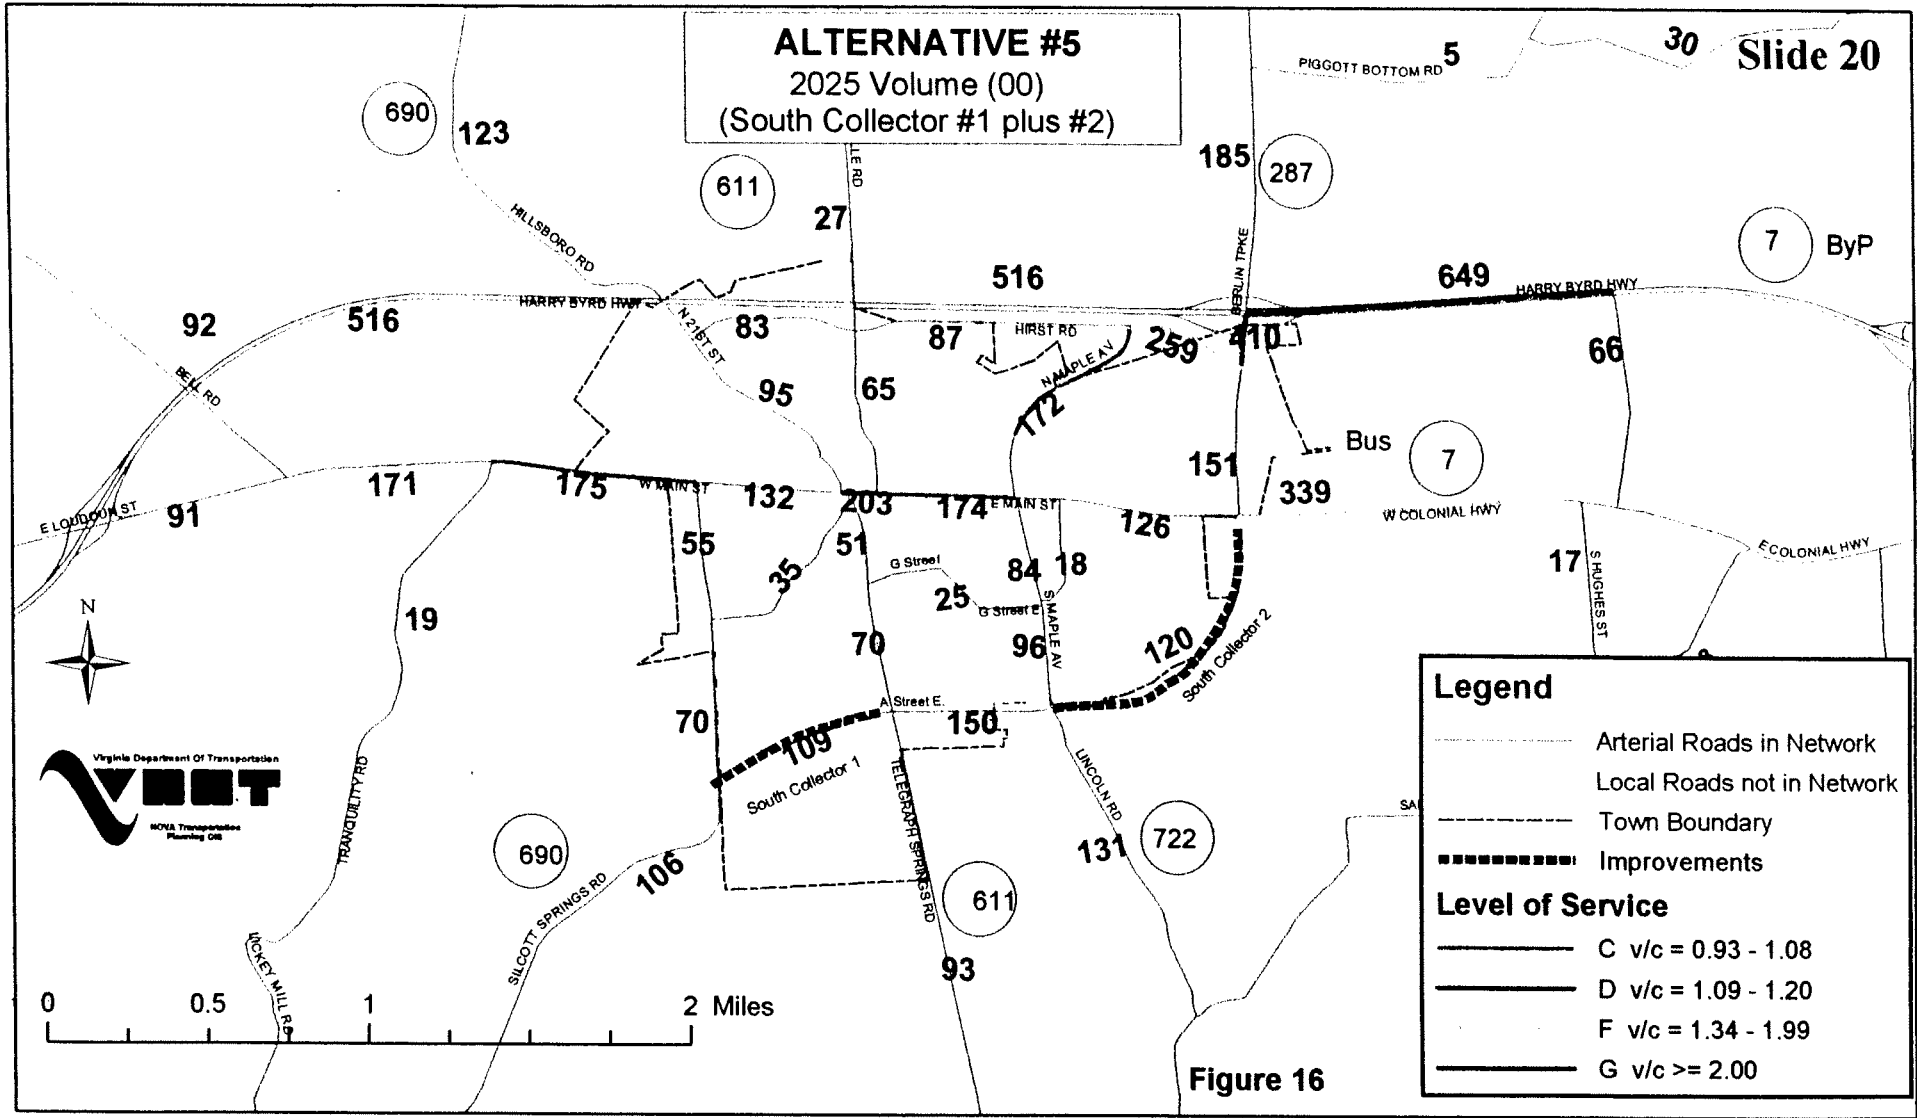 ALTERNATIVE #5
2025 Volume (00)
(South Collector #1 plus #2)
Slide 20
PIGGOTT BOTTOM RD
5
30
690
123
611
LE RD
27
185
287
HILLSBORO RD
BERLIN TPKE
7
ByP
516
649
HARRY BYRD HWY
HARRY BYRD HWY
92
516
N 21ST ST
83
87
HIRST RD
259
410
66
BELL RD
95
65
N MAPLE AV
172
Bus
7
151
339
171
175
W MAIN ST
132
203
174
E MAIN ST
126
W COLONIAL HWY
E LOUDOUN ST
91
55
51
35
G Street
84
18
17
E COLONIAL HWY
S HUGHES ST
25
G Street E
N
19
70
96
S MAPLE AV
120
South Collector 2
70
A Street E.
150
109
South Collector 1
TELEGRAPH SPRINGS RD
LINCOLN RD
TRANQUILITY RD
Virginia Department Of Transportation
NOVA Transportation
Planning GIS
690
106
SILCOTT SPRINGS RD
131
722
SA
611
93
LICKEY MILL RD
0 0.5 1 2 Miles
Figure 16
Legend
Arterial Roads in Network
Local Roads not in Network
Town Boundary
Improvements
Level of Service
C v/c = 0.93 - 1.08
D v/c = 1.09 - 1.20
F v/c = 1.34 - 1.99
G v/c >= 2.00